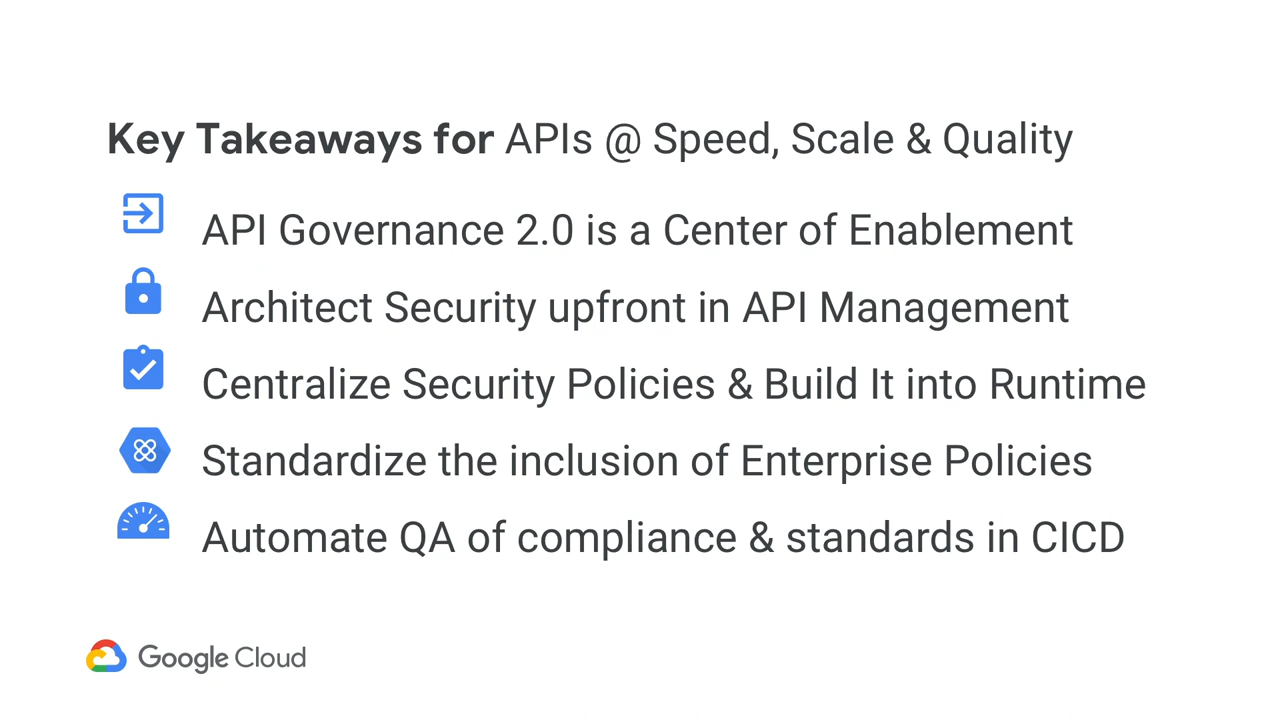 Key Takeaways for APIs @ Speed, Scale & Quality
API Governance 2.0 is a Center of Enablement
Architect Security upfront in API Management
Centralize Security Policies & Build It into Runtime
Standardize the inclusion of Enterprise Policies
Automate QA of compliance & standards in CICD
Google Cloud